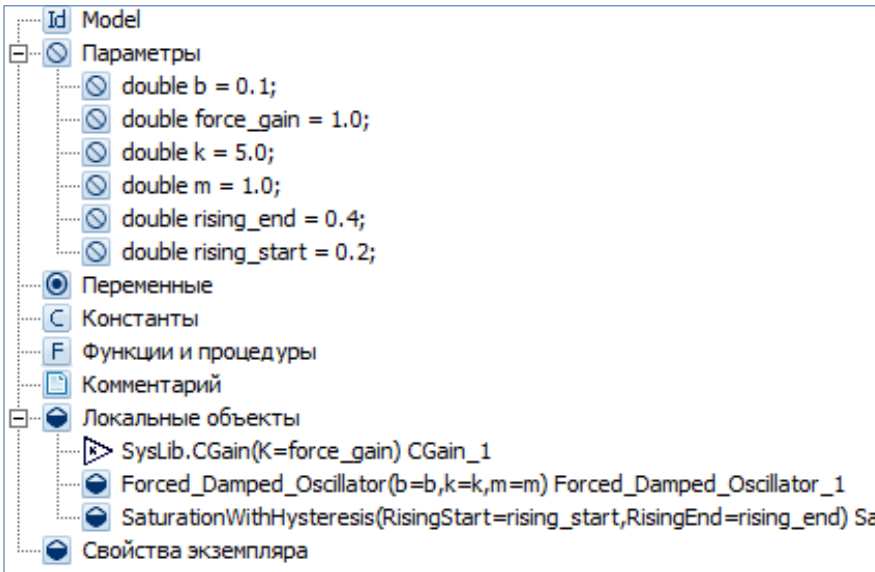 Id Model
Параметры
double b = 0.1;
double force_gain = 1.0;
double k = 5.0;
double m = 1.0;
double rising_end = 0.4;
double rising_start = 0.2;
Переменные
C Константы
F Функции и процедуры
Комментарий
Локальные объекты
K SysLib.CGain(K=force_gain) CGain_1
Forced_Damped_Oscillator(b=b,k=k,m=m) Forced_Damped_Oscillator_1
SaturationWithHysteresis(RisingStart=rising_start,RisingEnd=rising_end) Sa
Свойства экземпляра